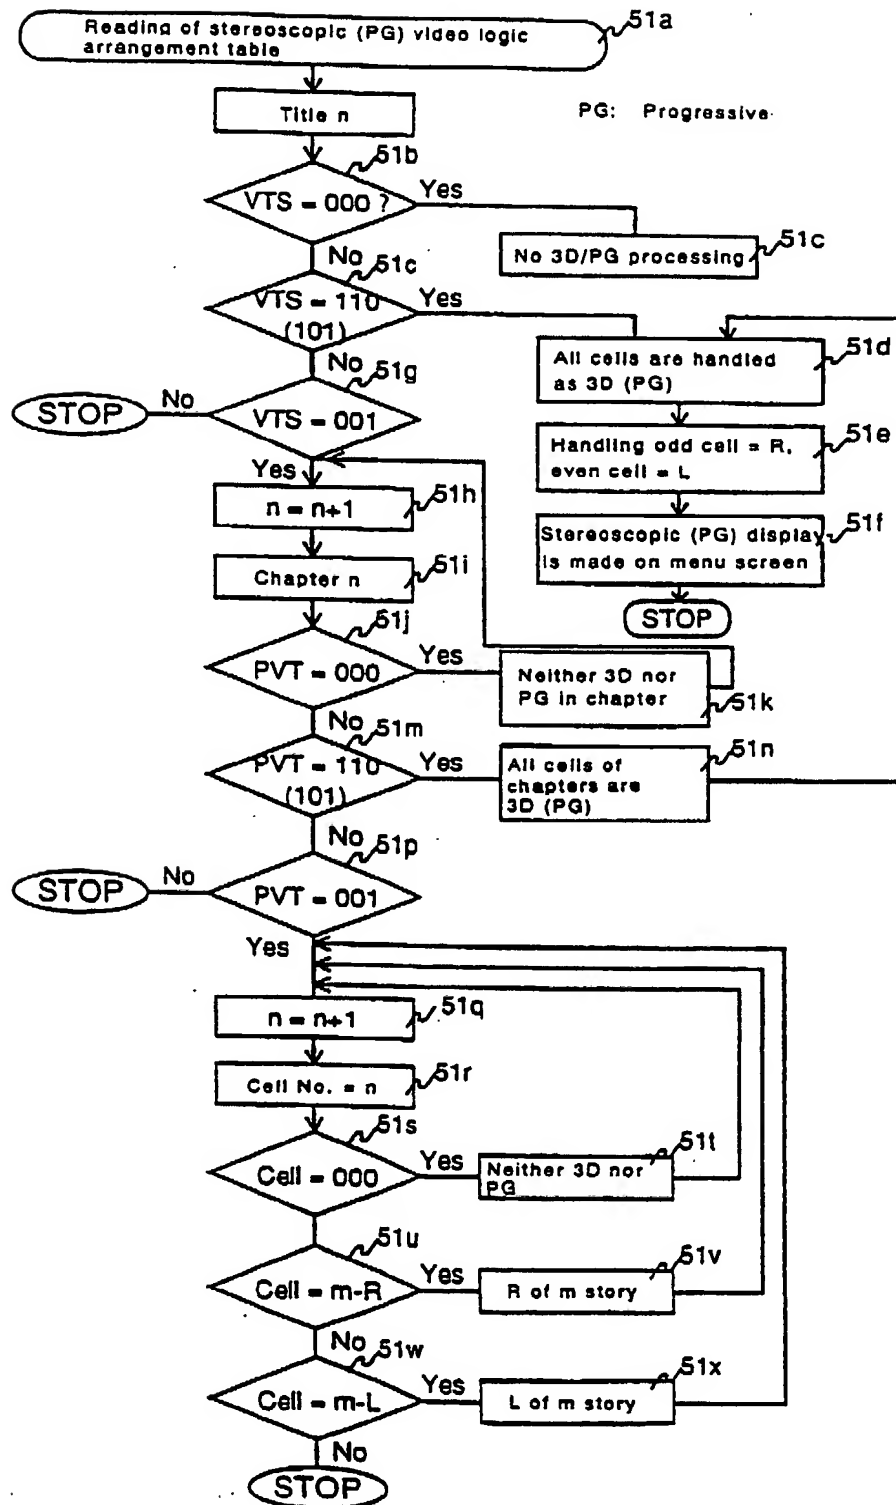 Reading of stereoscopic (PG) video logic
arrangement table
51a
Title n
PG: Progressive
51b
VTS = 000 ?
Yes
No
51c
No 3D/PG processing
51c
VTS = 110
(101)
Yes
No
51d
All cells are handled
as 3D (PG)
51g
VTS = 001
No
STOP
Yes
51e
Handling odd cell = R,
even cell = L
51h
n = n+1
51f
Stereoscopic (PG) display
is made on menu screen
STOP
51i
Chapter n
51j
PVT = 000
Yes
No
Neither 3D nor
PG in chapter
51k
51m
PVT = 110
(101)
Yes
No
51n
All cells of
chapters are
3D (PG)
51p
PVT = 001
No
STOP
Yes
n = n+1
51q
Cell No. = n
51r
51s
Cell = 000
Yes
51t
Neither 3D nor
PG
51u
Cell = m-R
Yes
No
51v
R of m story
51w
Cell = m-L
Yes
No
51x
L of m story
STOP